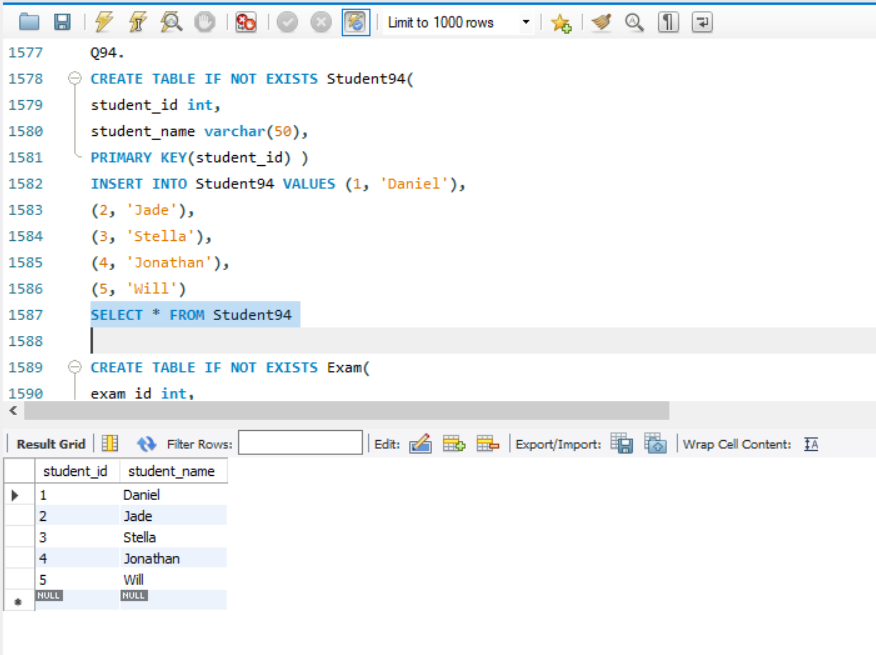 Limit to 1000 rows
1577 Q94.
1578 CREATE TABLE IF NOT EXISTS Student94(
1579 student_id int,
1580 student_name varchar(50),
1581 PRIMARY KEY(student_id) )
1582 INSERT INTO Student94 VALUES (1, 'Daniel'),
1583 (2, 'Jade'),
1584 (3, 'Stella'),
1585 (4, 'Jonathan'),
1586 (5, 'Will')
1587 SELECT * FROM Student94
1588
1589 CREATE TABLE IF NOT EXISTS Exam(
1590 exam_id int,
Result Grid Filter Rows: Edit: Export/Import: Wrap Cell Content:
student_id student_name
1 Daniel
2 Jade
3 Stella
4 Jonathan
5 Will
NULL NULL